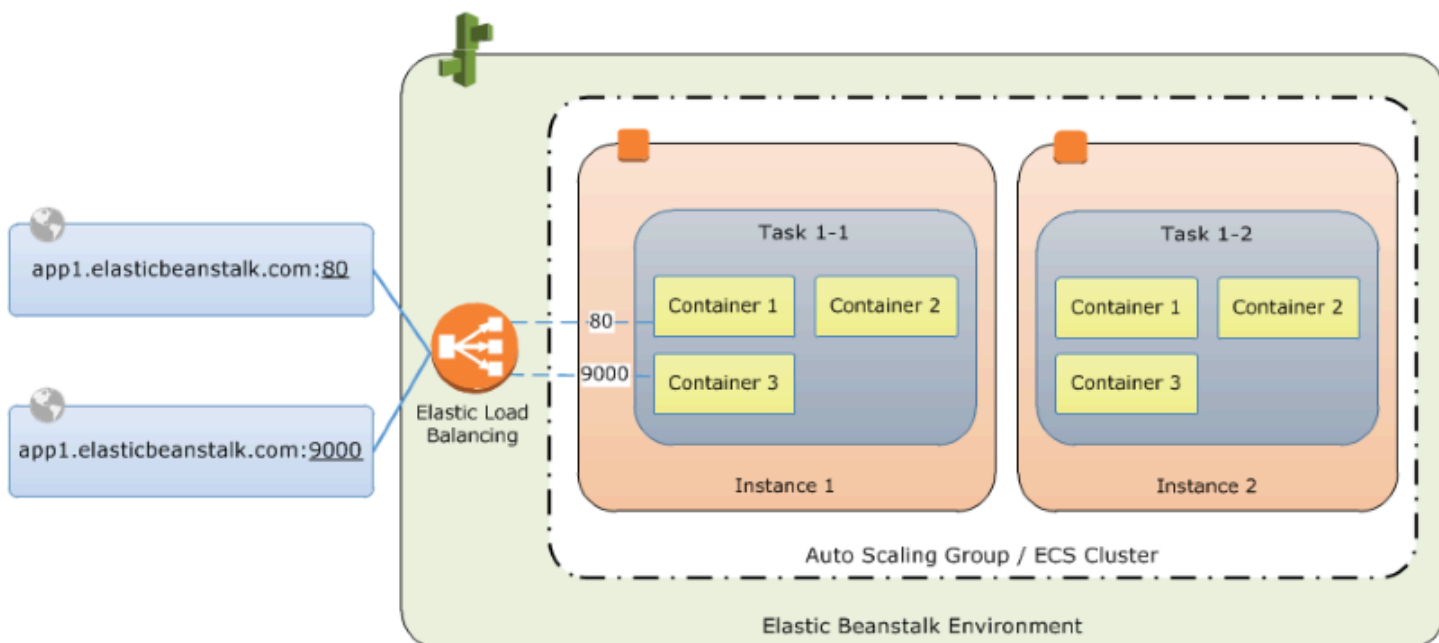 app1.elasticbeanstalk.com:80
app1.elasticbeanstalk.com:9000
Elastic Load
Balancing
80
9000
Task 1-1
Container 1
Container 2
Container 3
Instance 1
Task 1-2
Container 1
Container 2
Container 3
Instance 2
Auto Scaling Group / ECS Cluster
Elastic Beanstalk Environment